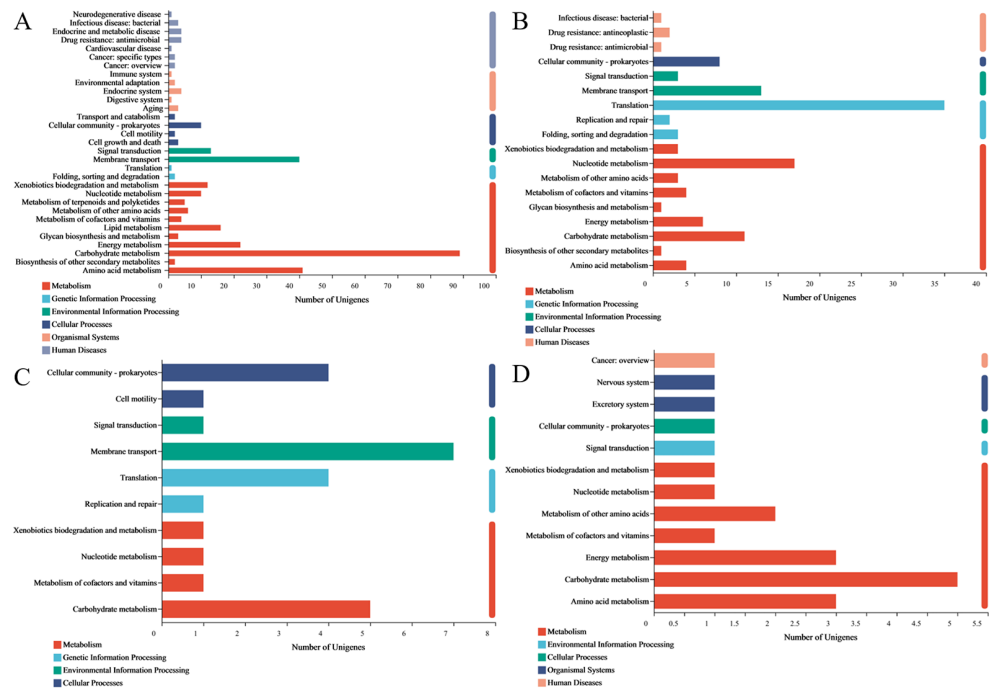 A
Neurodegenerative disease
Infectious disease: bacterial
Endocrine and metabolic disease
Drug resistance: antimicrobial
Cardiovascular disease
Cancer: specific types
Cancer: overview
Immune system
Environmental adaptation
Endocrine system
Digestive system
Aging
Transport and catabolism
Cellular community - prokaryotes
Cell motility
Cell growth and death
Signal transduction
Membrane transport
Translation
Folding, sorting and degradation
Xenobiotics biodegradation and metabolism
Nucleotide metabolism
Metabolism of terpenoids and polyketides
Metabolism of other amino acids
Metabolism of cofactors and vitamins
Lipid metabolism
Glycan biosynthesis and metabolism
Energy metabolism
Carbohydrate metabolism
Biosynthesis of other secondary metabolites
Amino acid metabolism
0 10 20 30 40 50 60 70 80 90 100
Number of Unigenes
Metabolism
Genetic Information Processing
Environmental Information Processing
Cellular Processes
Organismal Systems
Human Diseases
B
Infectious disease: bacterial
Drug resistance: antineoplastic
Drug resistance: antimicrobial
Cellular community - prokaryotes
Signal transduction
Membrane transport
Translation
Replication and repair
Folding, sorting and degradation
Xenobiotics biodegradation and metabolism
Nucleotide metabolism
Metabolism of other amino acids
Metabolism of cofactors and vitamins
Glycan biosynthesis and metabolism
Energy metabolism
Carbohydrate metabolism
Biosynthesis of other secondary metabolites
Amino acid metabolism
0 5 10 15 20 25 30 35 40
Number of Unigenes
Metabolism
Genetic Information Processing
Environmental Information Processing
Cellular Processes
Human Diseases
C
Cellular community - prokaryotes
Cell motility
Signal transduction
Membrane transport
Translation
Replication and repair
Xenobiotics biodegradation and metabolism
Nucleotide metabolism
Metabolism of cofactors and vitamins
Carbohydrate metabolism
0 1 2 3 4 5 6 7 8
Number of Unigenes
Metabolism
Genetic Information Processing
Environmental Information Processing
Cellular Processes
D
Cancer: overview
Nervous system
Excretory system
Cellular community - prokaryotes
Signal transduction
Xenobiotics biodegradation and metabolism
Nucleotide metabolism
Metabolism of other amino acids
Metabolism of cofactors and vitamins
Energy metabolism
Carbohydrate metabolism
Amino acid metabolism
0 0.5 1 1.5 2 2.5 3 3.5 4 4.5 5 5.5
Number of Unigenes
Metabolism
Environmental Information Processing
Cellular Processes
Organismal Systems
Human Diseases